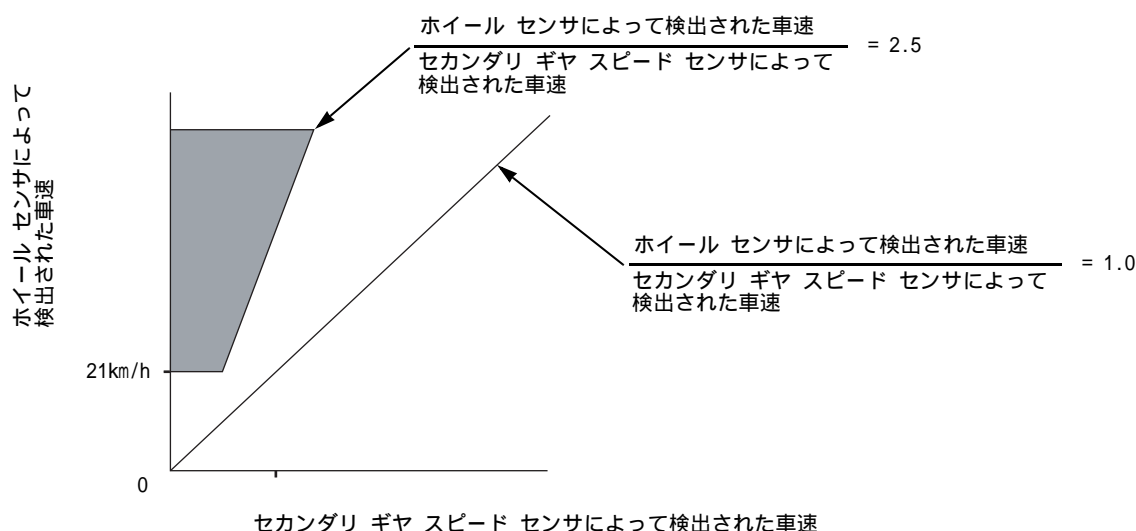 ホイール センサによって検出された車速
セカンダリ ギヤ スピード センサによって
検出された車速
= 2.5
ホイール センサによって
検出された車速
ホイール センサによって検出された車速
セカンダリ ギヤ スピード センサによって
検出された車速
= 1.0
21km/h
0
セカンダリ ギヤ スピード センサによって検出された車速